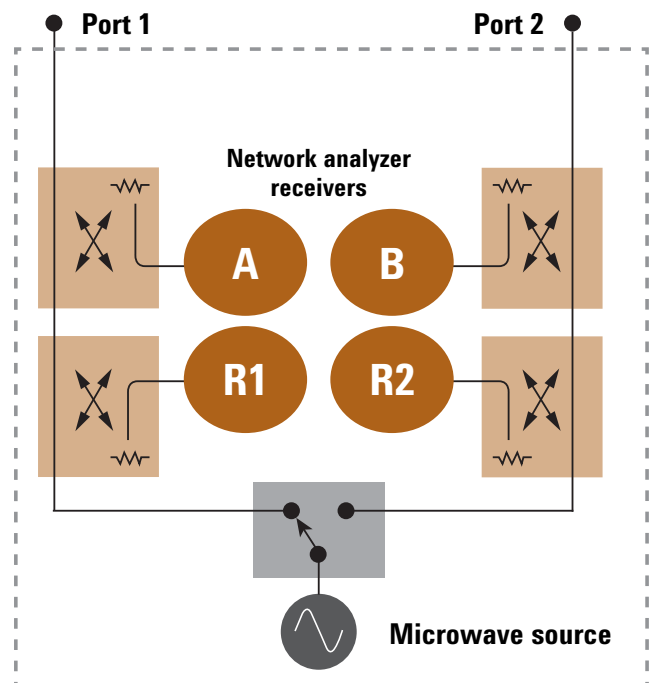 Port 1
Port 2
Network analyzer
receivers
A
B
R1
R2
Microwave source